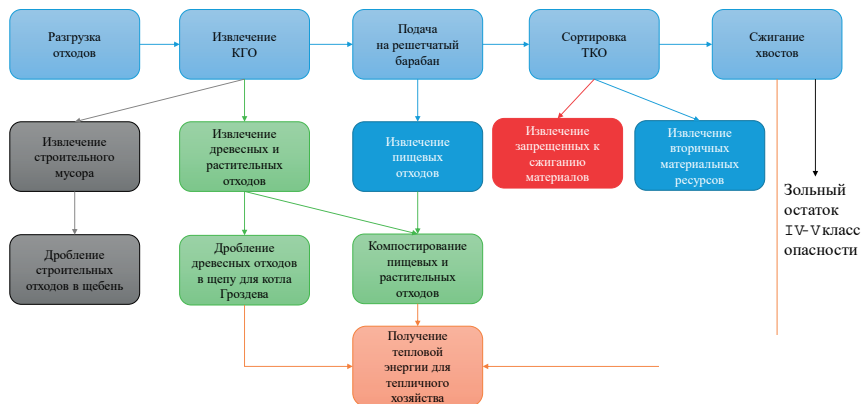 Разгрузка
отходов
Извлечение
КГО
Подача
на решетчатый
барабан
Сортировка
ТКО
Сжигание
хвостов
Извлечение
строительного
мусора
Извлечение
древесных и
растительных
отходов
Извлечение
пищевых
отходов
Извлечение
запрещенных к
сжиганию
материалов
Извлечение
вторичных
материальных
ресурсов
Зольный
остаток
IV-V класс
опасности
Дробление
строительных
отходов в щебень
Дробление
древесных отходов
в щепу для котла
Гроздева
Компостирование
пищевых и
растительных
отходов
Получение
тепловой
энергии для
тепличного
хозяйства